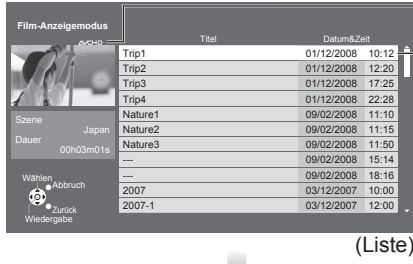 Film-Anzeigemodus
AVCHD
Titel Datum&Zeit
Trip1 01/12/2008 10:12
Trip2 01/12/2008 12:20
Trip3 01/12/2008 17:25
Trip4 01/12/2008 22:28
Nature1 09/02/2008 11:10
Nature2 09/02/2008 11:15
Nature3 09/02/2008 11:50
--- 09/02/2008 15:14
--- 09/02/2008 18:16
2007 03/12/2007 10:00
2007-1 03/12/2007 12:00
Szene
Japan
Dauer
00h03m01s
Wählen
Abbruch
Zurück
Wiedergabe
(Liste)